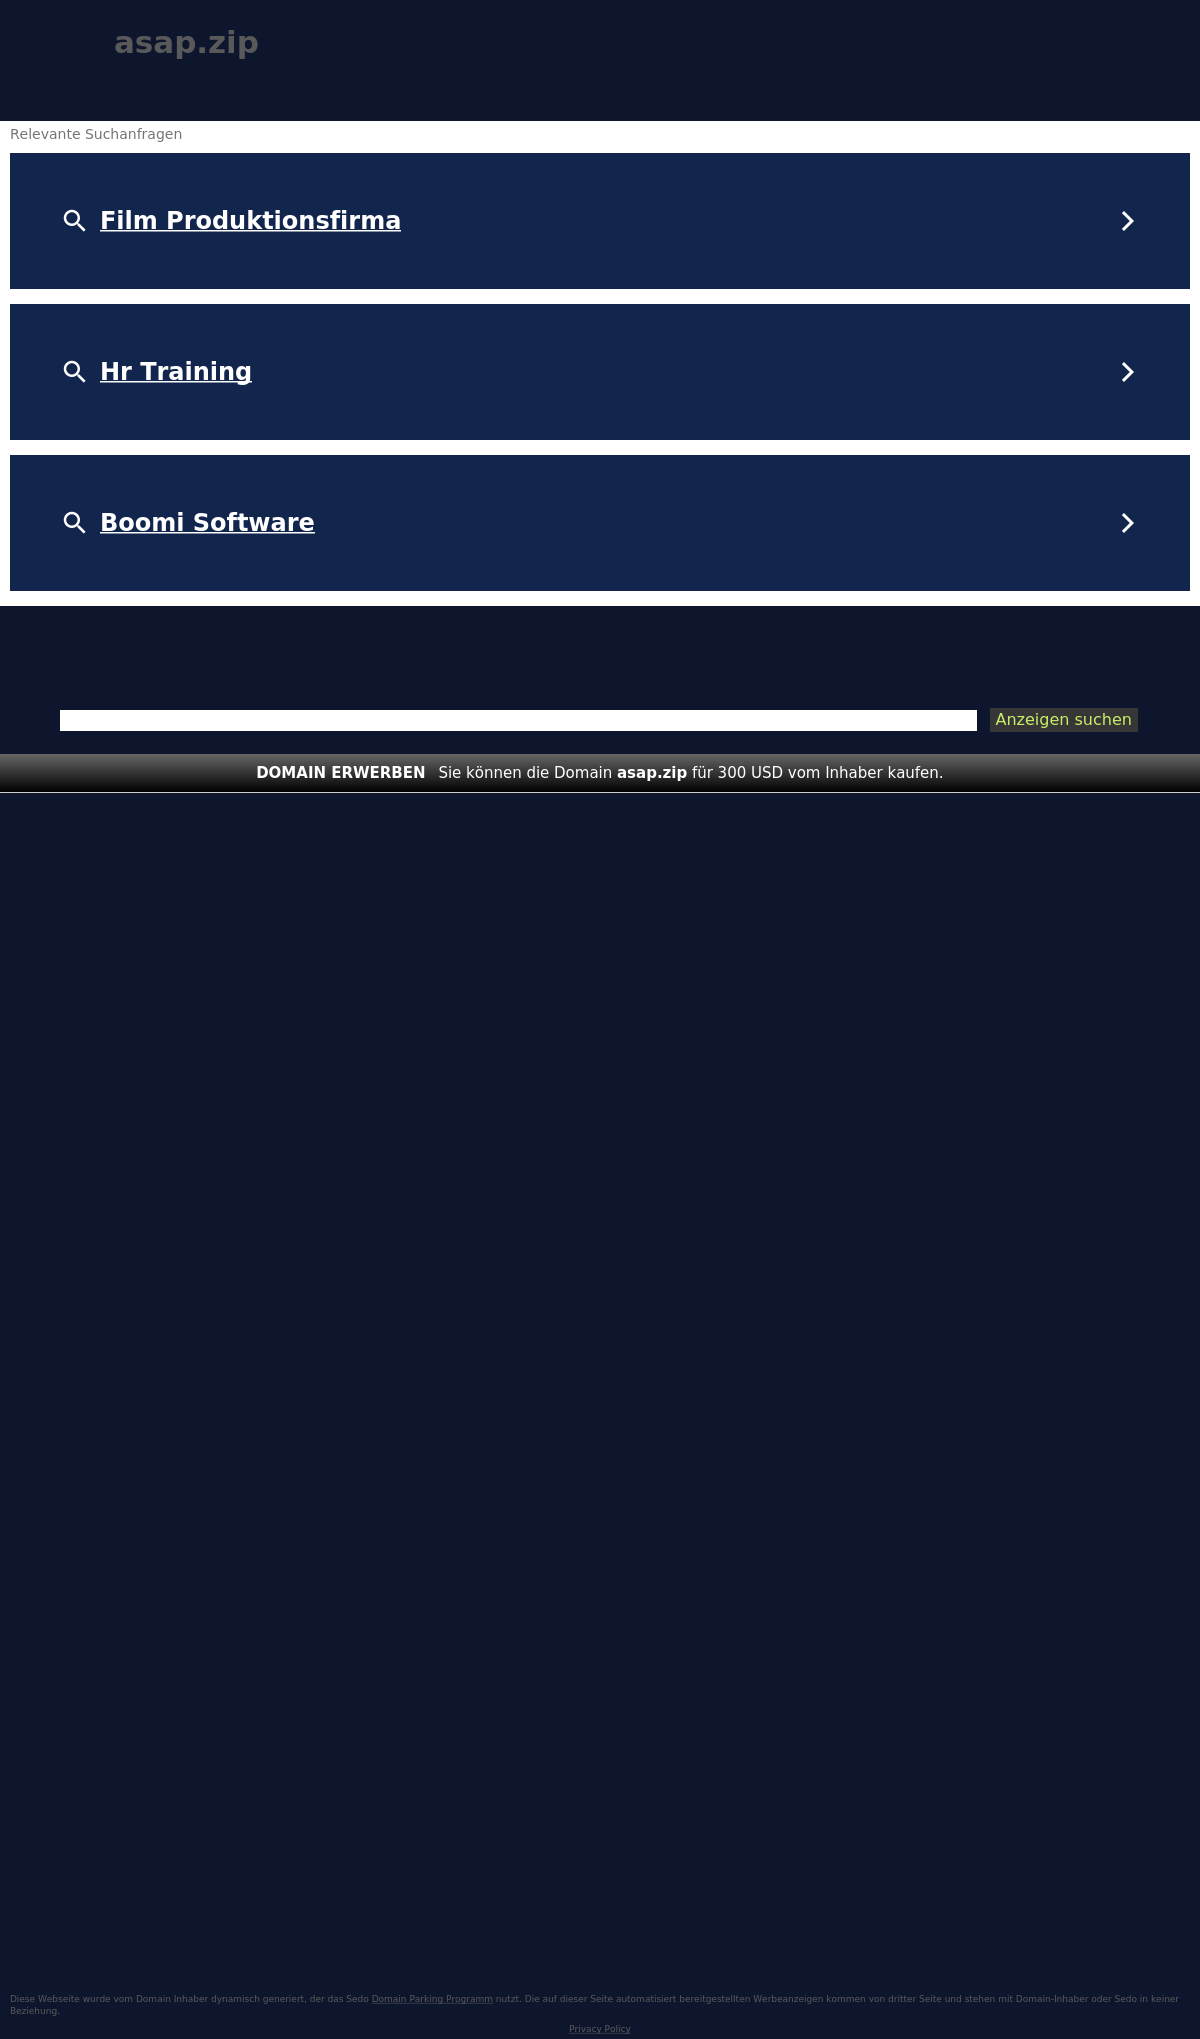 asap.zip
Relevante Suchanfragen
Film Produktionsfirma
Hr Training
Boomi Software
Anzeigen suchen
DOMAIN ERWERBEN Sie können die Domain asap.zip für 300 USD vom Inhaber kaufen.
Diese Webseite wurde vom Domain Inhaber dynamisch generiert, der das Sedo Domain Parking Programm nutzt. Die auf dieser Seite automatisiert bereitgestellten Werbeanzeigen kommen von dritter Seite und stehen mit Domain-Inhaber oder Sedo in keiner
Beziehung.
Privacy Policy